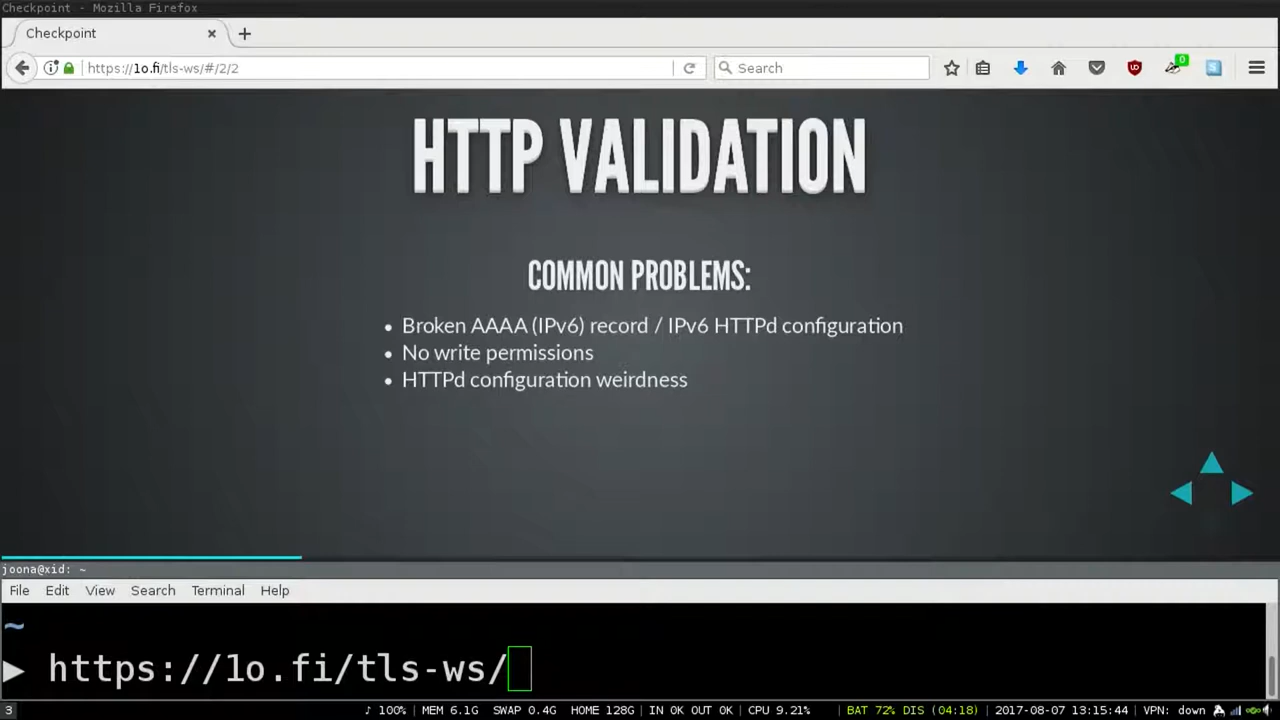 Checkpoint - Mozilla Firefox
Checkpoint
https://1o.fi/tls-ws/#/2/2
Search
0
HTTP VALIDATION
COMMON PROBLEMS:
Broken AAAA (IPv6) record / IPv6 HTTPd configuration
No write permissions
HTTPd configuration weirdness
joona@xid: ~
File Edit View Search Terminal Help
~
https://1o.fi/tls-ws/
3 ♪ 100% MEM 6.1G SWAP 0.4G HOME 128G IN OK OUT OK CPU 9.21% BAT 72% DIS (04:18) 2017-08-07 13:15:44 VPN: down